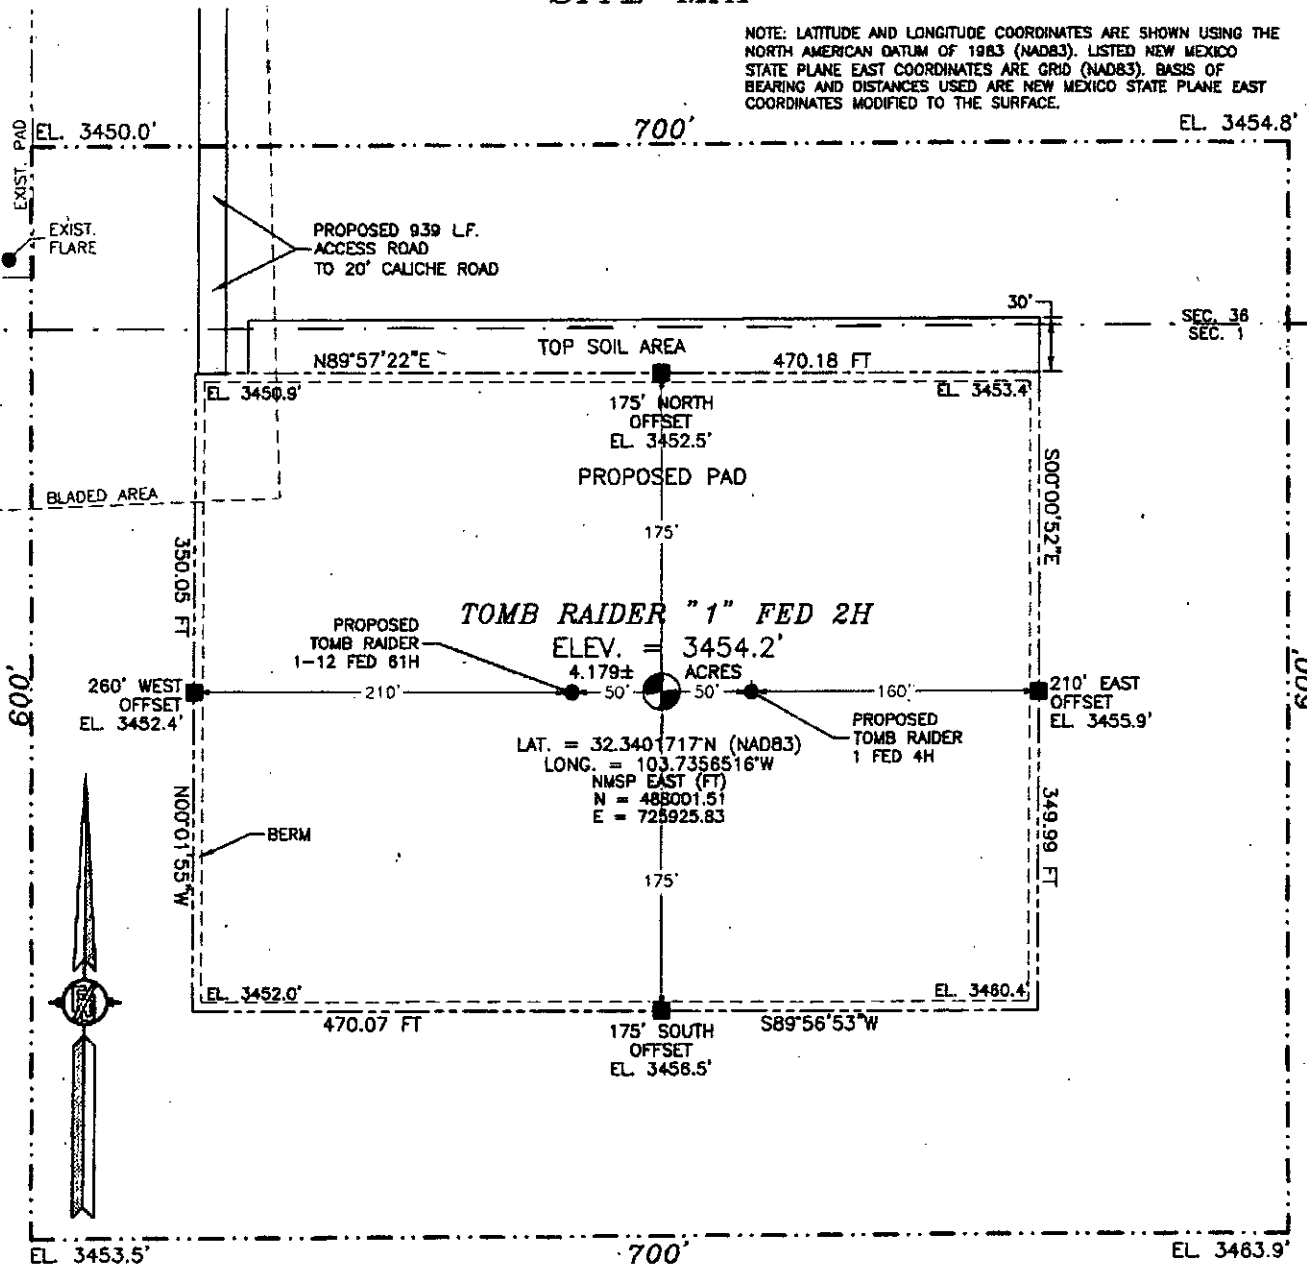 NOTE: LATITUDE AND LONGITUDE COORDINATES ARE SHOWN USING THE
NORTH AMERICAN DATUM OF 1983 (NAD83). LISTED NEW MEXICO
STATE PLANE EAST COORDINATES ARE GRID (NAD83). BASIS OF
BEARING AND DISTANCES USED ARE NEW MEXICO STATE PLANE EAST
COORDINATES MODIFIED TO THE SURFACE.
EL. 3450.0'
700'
EL. 3454.8'
EXIST. PAD
EXIST.
FLARE
PROPOSED 939 L.F.
ACCESS ROAD
TO 20' CALICHE ROAD
30'
SEC. 36
SEC. 1
TOP SOIL AREA
N89°57'22"E
470.18 FT
EL. 3450.9'
EL. 3453.4'
175' NORTH
OFFSET
EL. 3452.5'
PROPOSED PAD
BLADED AREA
S00°00'52"E
175'
350.05 FT
TOMB RAIDER "1" FED 2H
ELEV. = 3454.2'
4.179± ACRES
PROPOSED
TOMB RAIDER
1-12 FED 61H
600'
600'
260' WEST
OFFSET
EL. 3452.4'
210'
50'
50'
160'
210' EAST
OFFSET
EL. 3455.9'
PROPOSED
TOMB RAIDER
1 FED 4H
LAT. = 32.3401717°N (NAD83)
LONG. = 103.7356516°W
NMSP EAST (FT)
N = 488001.51
E = 725925.83
N00°01'55"W
349.99 FT
BERM
175'
EL. 3452.0'
EL. 3460.4'
470.07 FT
175' SOUTH
OFFSET
EL. 3456.5'
S89°56'53"W
EL. 3453.5'
700'
EL. 3463.9'